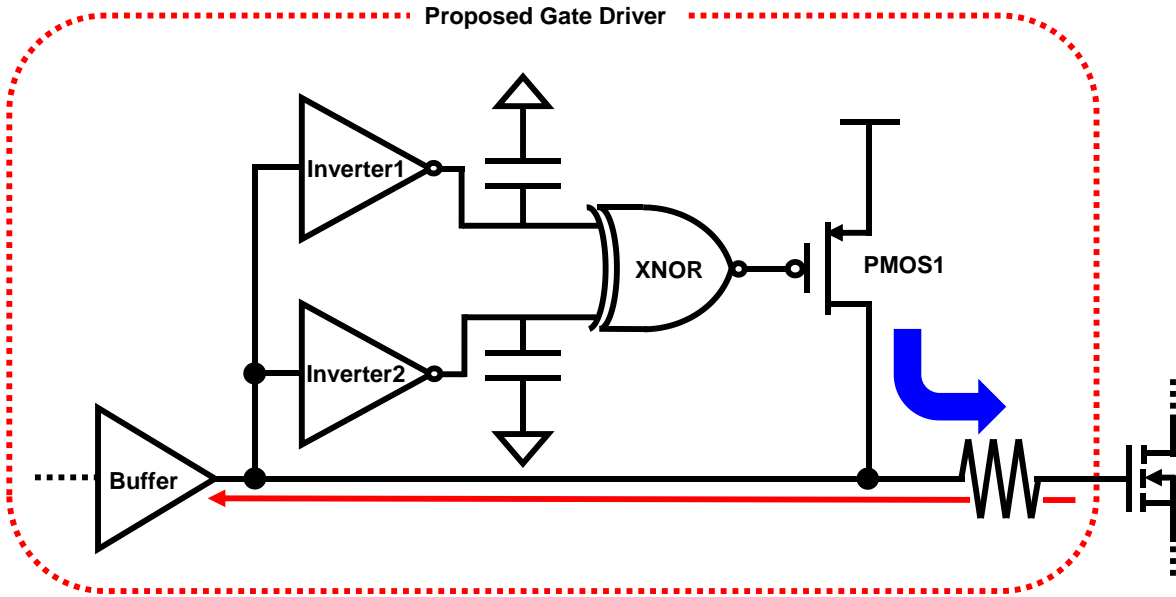 Proposed Gate Driver
Inverter1
XNOR
PMOS1
Inverter2
Buffer